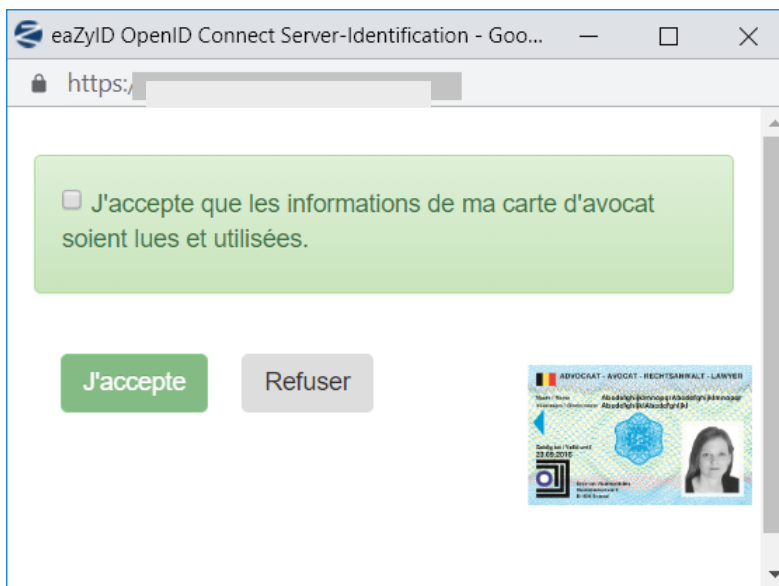 eaZyID OpenID Connect Server-Identification - Goo...
https:/
J'accepte que les informations de ma carte d'avocat
soient lues et utilisées.
J'accepte
Refuser
ADVOCAAT - AVOCAT - RECHTSANWALT - LAWYER